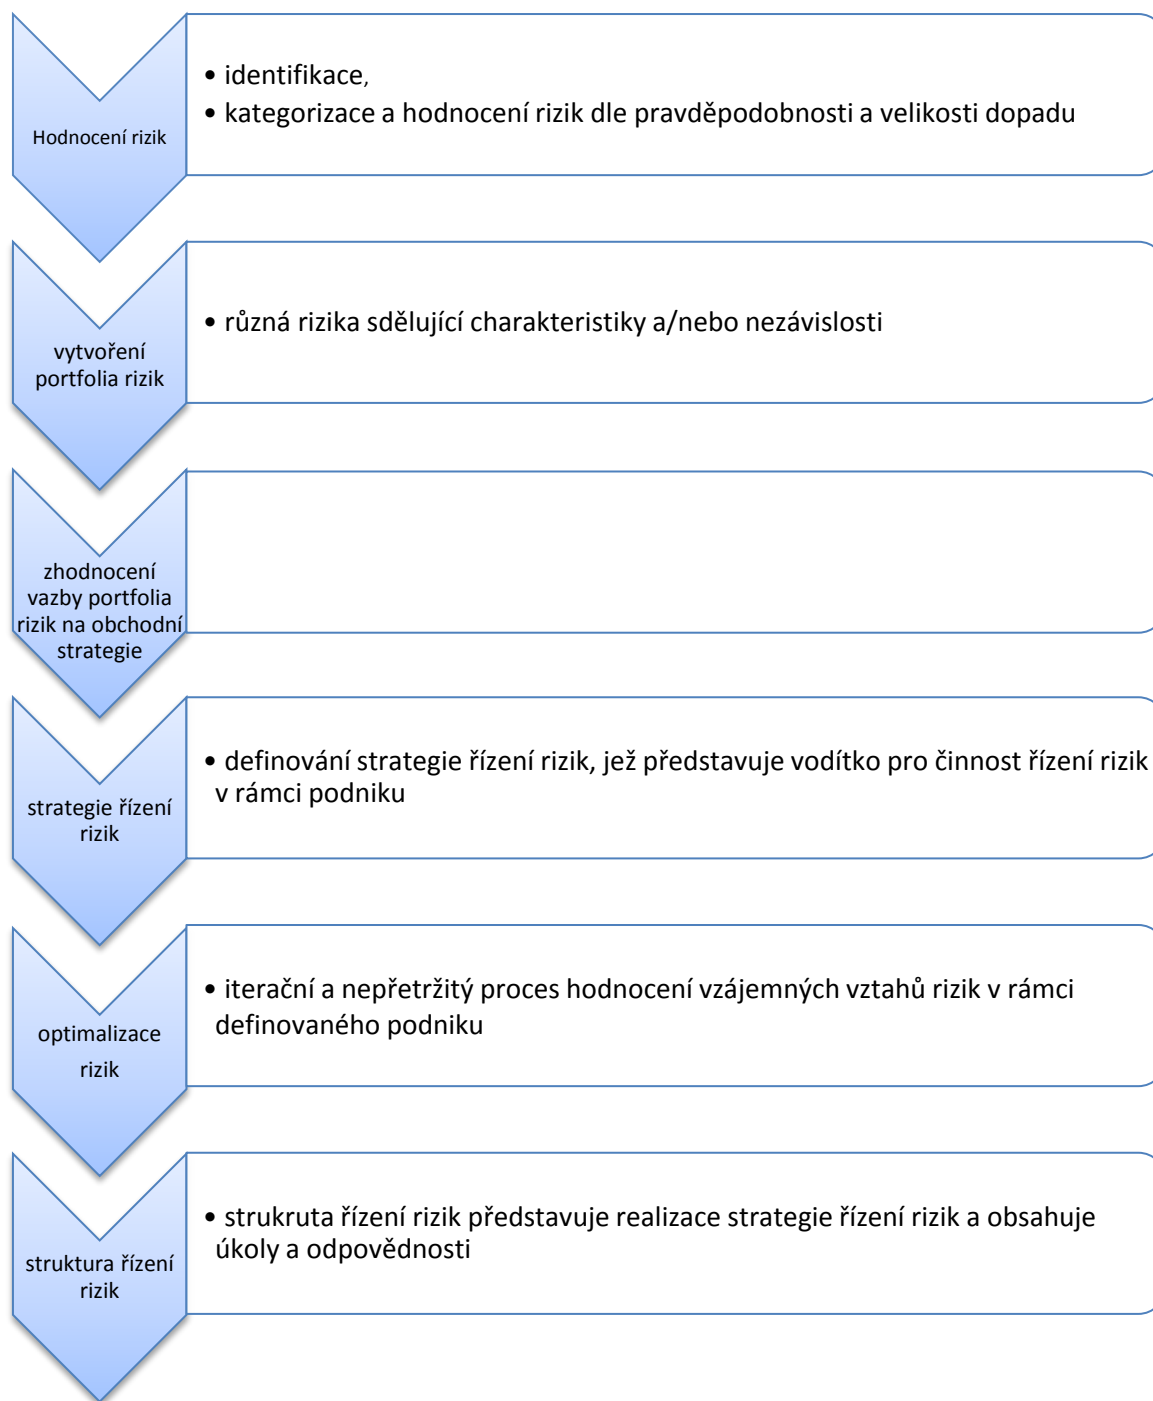 Hodnocení rizik
• identifikace,
• kategorizace a hodnocení rizik dle pravděpodobnosti a velikosti dopadu
vytvoření
portfolia rizik
• různá rizika sdělující charakteristiky a/nebo nezávislosti
zhodnocení
vazby portfolia
rizik na obchodní
strategie
strategie řízení
rizik
• definování strategie řízení rizik, jež představuje vodítko pro činnost řízení rizik
v rámci podniku
optimalizace
rizik
• iterační a nepřetržitý proces hodnocení vzájemných vztahů rizik v rámci
definovaného podniku
struktura řízení
rizik
• strukruta řízení rizik představuje realizace strategie řízení rizik a obsahuje
úkoly a odpovědnosti